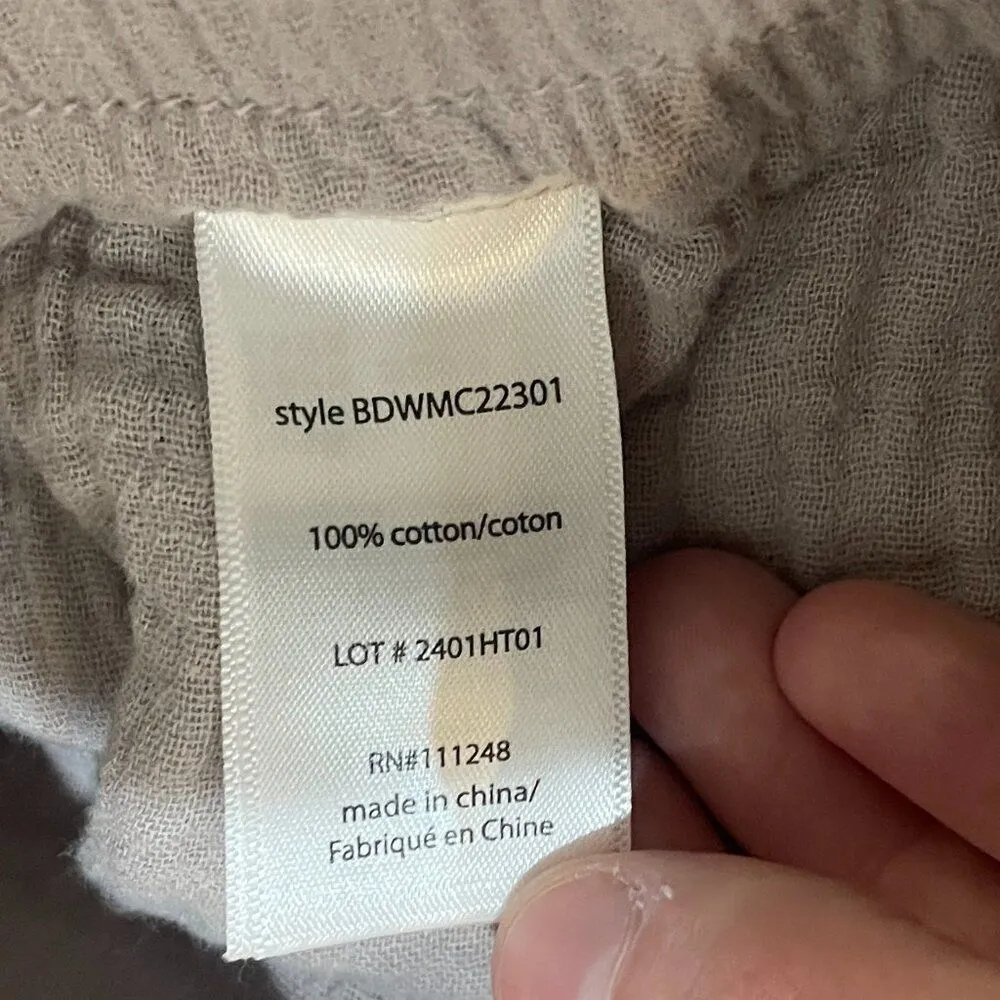 style BDWMC22301
100% cotton/coton
LOT # 2401HT01
RN#111248
made in china/
Fabriqué en Chine